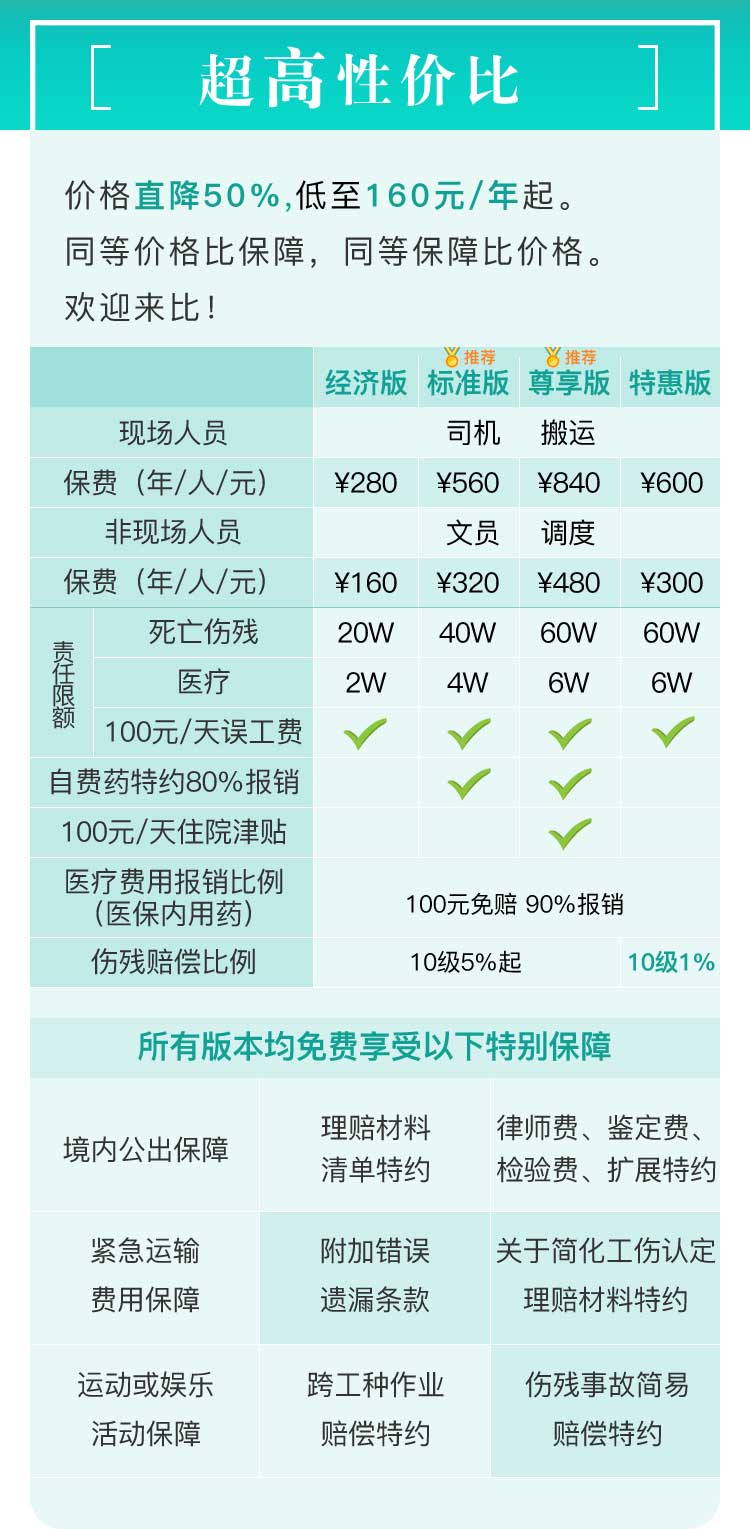 超高性价比
价格直降50%,低至160元/年起。
同等价格比保障，同等保障比价格。
欢迎来比！
推荐 推荐
经济版 标准版 尊享版 特惠版
现场人员 司机 搬运
保费（年/人/元） ¥280 ¥560 ¥840 ¥600
非现场人员 文员 调度
保费（年/人/元） ¥160 ¥320 ¥480 ¥300
责任限额
死亡伤残 20W 40W 60W 60W
医疗 2W 4W 6W 6W
100元/天误工费
自费药特约80%报销
100元/天住院津贴
医疗费用报销比例
（医保内用药）
100元免赔 90%报销
伤残赔偿比例 10级5%起 10级1%
所有版本均免费享受以下特别保障
境内公出保障
理赔材料
清单特约
律师费、鉴定费、
检验费、扩展特约
紧急运输
费用保障
附加错误
遗漏条款
关于简化工伤认定
理赔材料特约
运动或娱乐
活动保障
跨工种作业
赔偿特约
伤残事故简易
赔偿特约